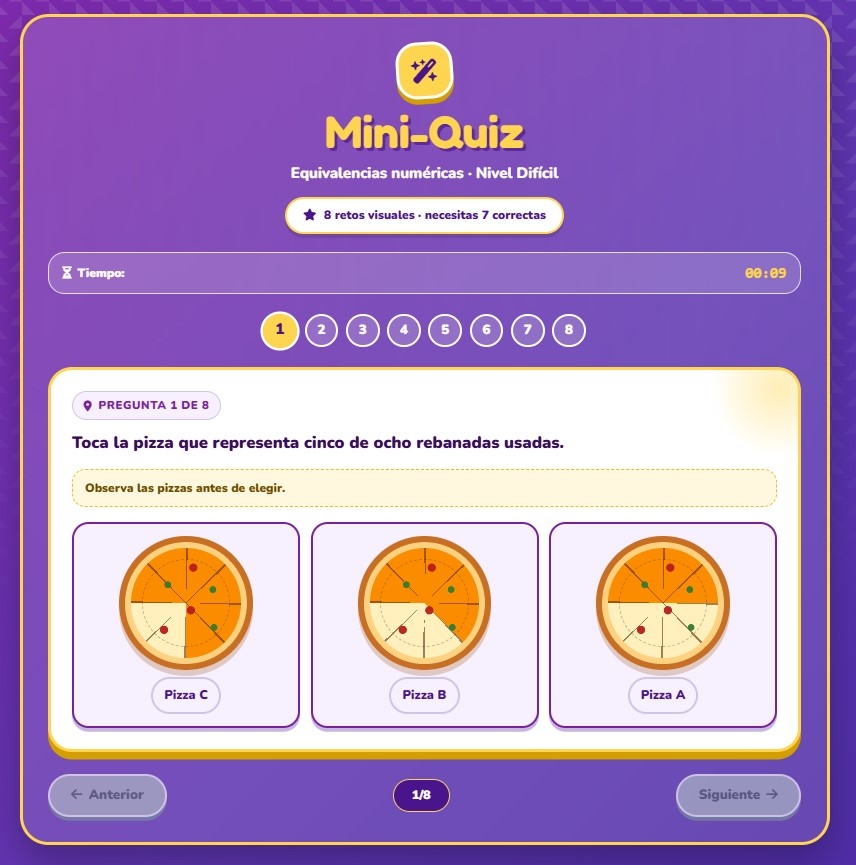 Mini-Quiz
Equivalencias numéricas · Nivel Difícil
8 retos visuales · necesitas 7 correctas
Tiempo: 00:09
1 2 3 4 5 6 7 8
PREGUNTA 1 DE 8
Toca la pizza que representa cinco de ocho rebanadas usadas.
Observa las pizzas antes de elegir.
Pizza C Pizza B Pizza A
← Anterior 1/8 Siguiente →